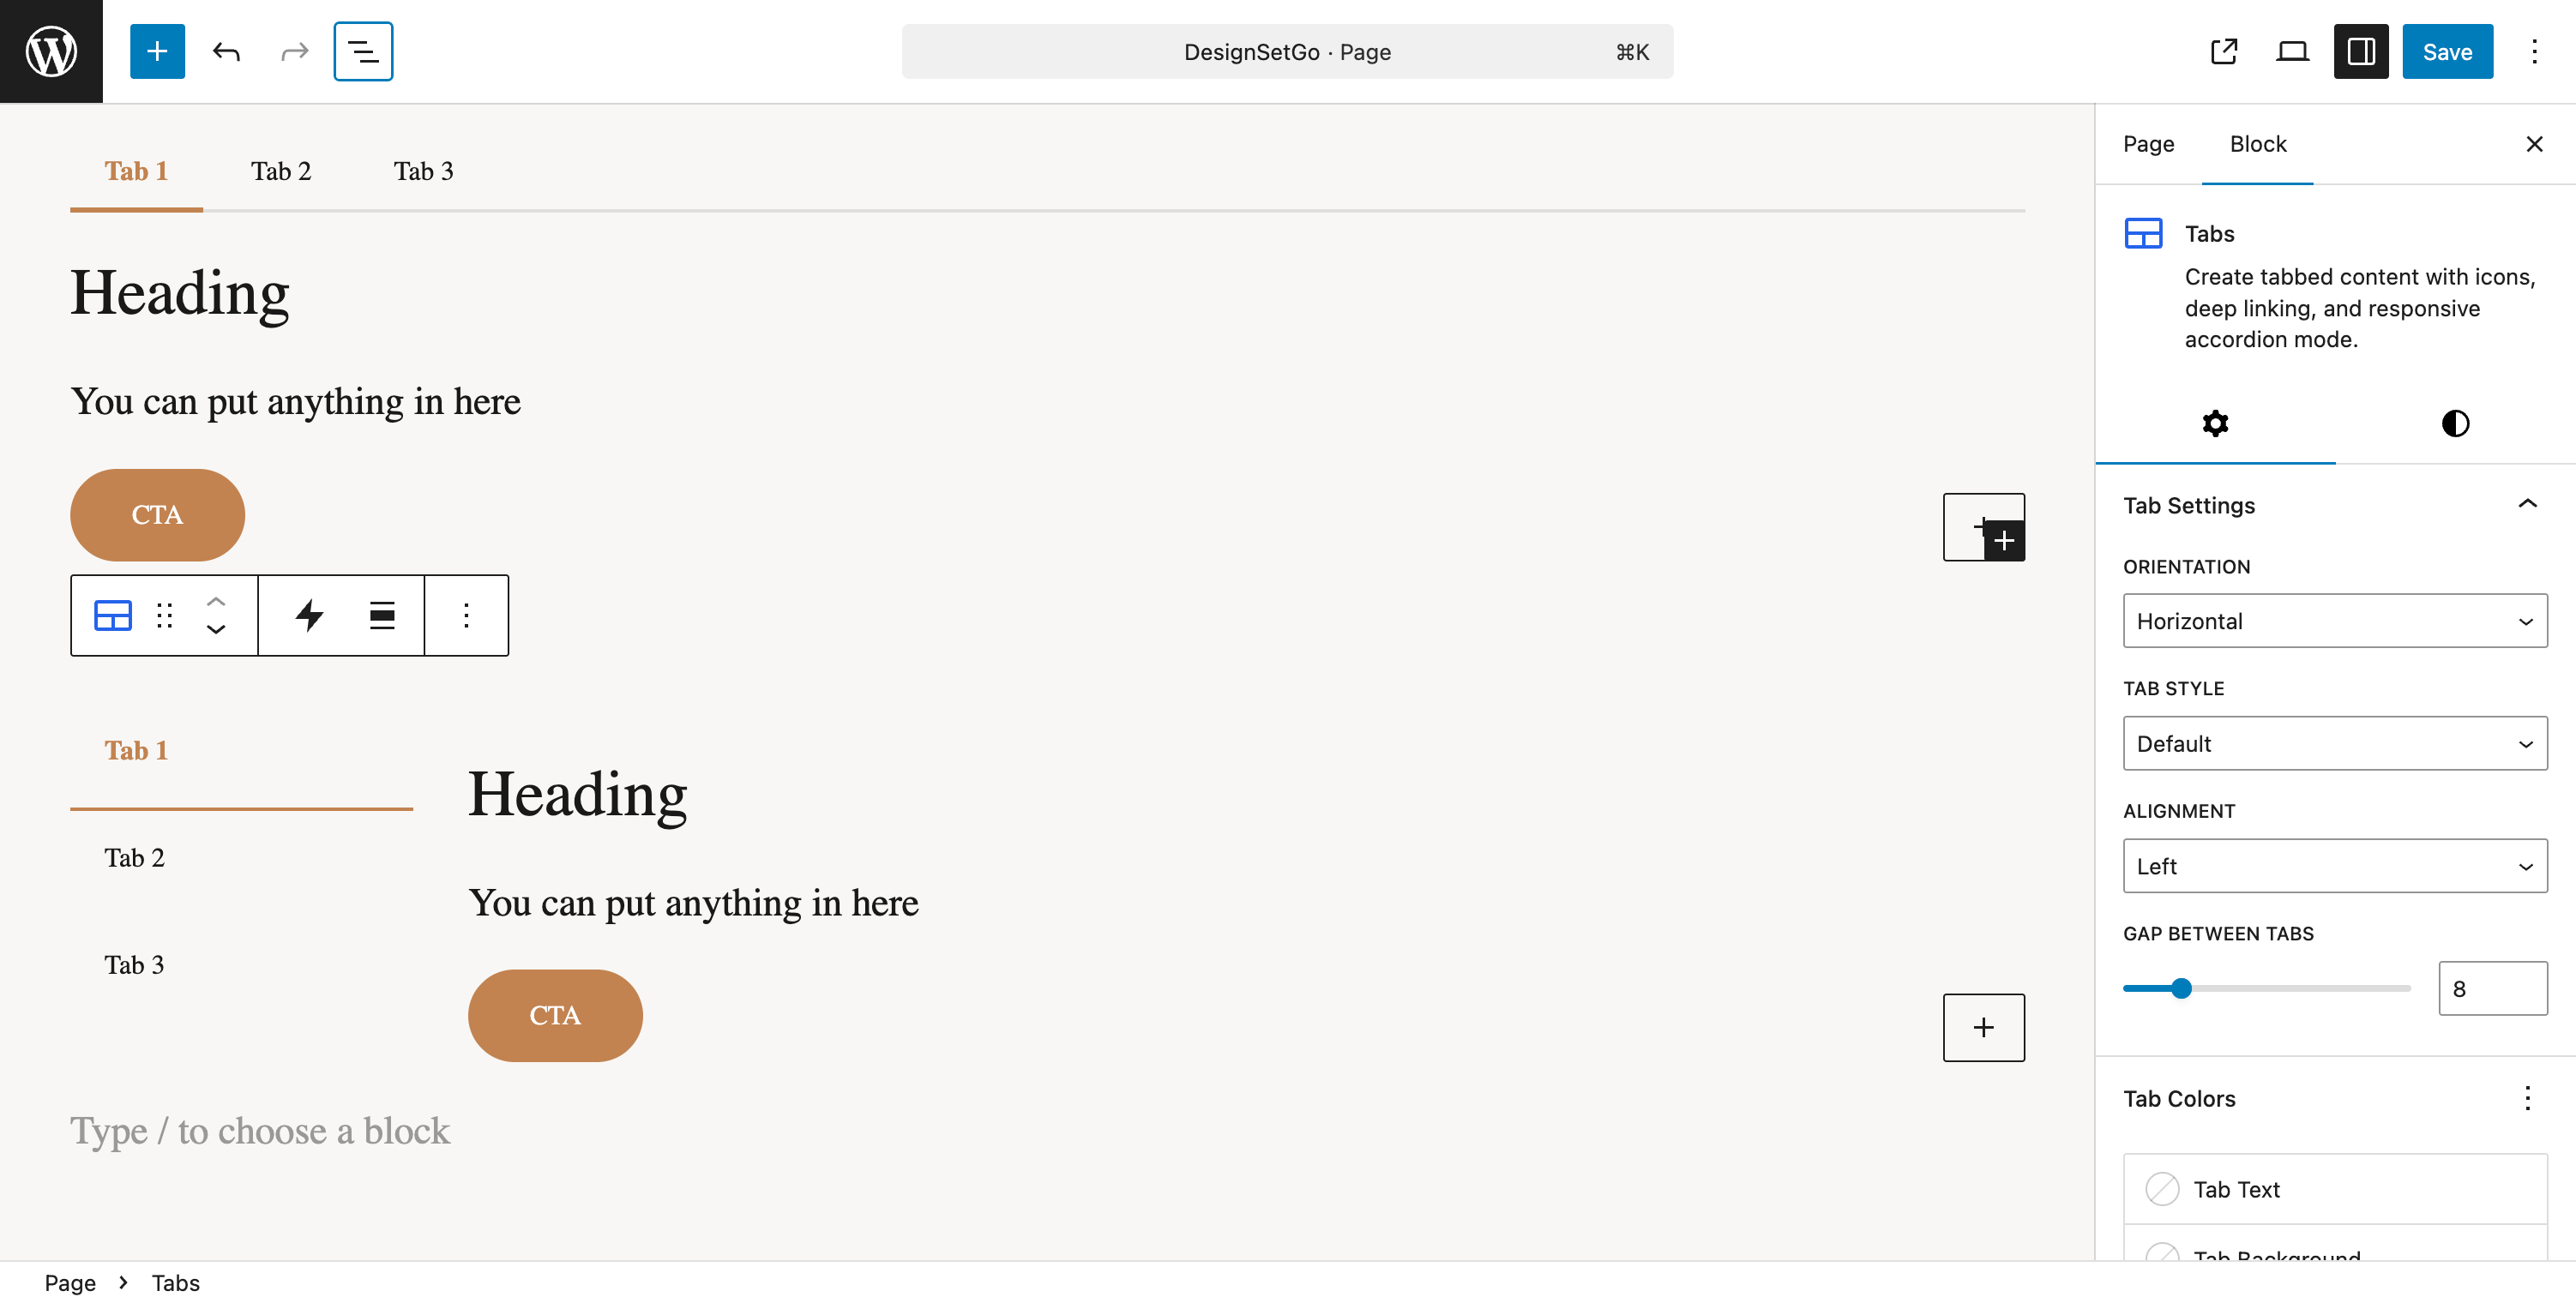 DesignSetGo · Page ⌘K
Save
Tab 1 Tab 2 Tab 3
Heading
You can put anything in here
CTA
Tab 1
Tab 2
Tab 3
Heading
You can put anything in here
CTA
Type / to choose a block
Page Block
Tabs
Create tabbed content with icons,
deep linking, and responsive
accordion mode.
Tab Settings
ORIENTATION
Horizontal
TAB STYLE
Default
ALIGNMENT
Left
GAP BETWEEN TABS
8
Tab Colors
Tab Text
Tab Background
Page Tabs